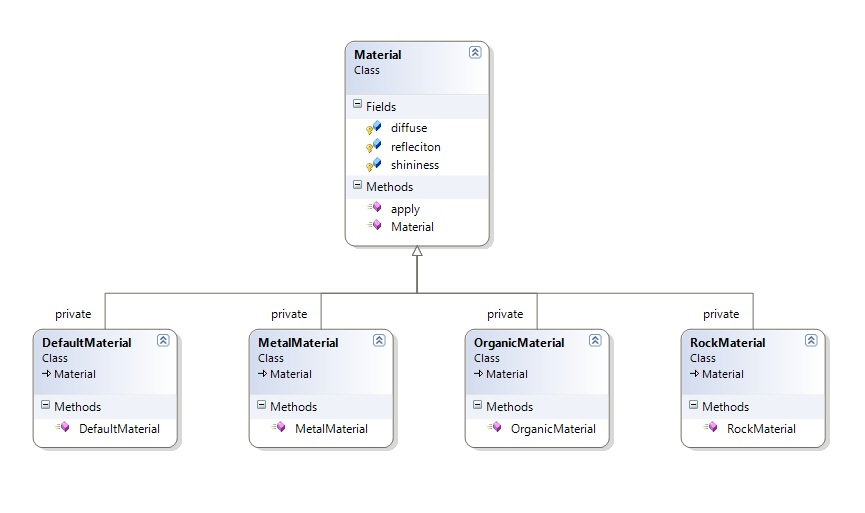 Material
Class
Fields
diffuse
refleciton
shininess
Methods
apply
Material
private
private
private
private
DefaultMaterial
Class
Material
Methods
DefaultMaterial
MetalMaterial
Class
Material
Methods
MetalMaterial
OrganicMaterial
Class
Material
Methods
OrganicMaterial
RockMaterial
Class
Material
Methods
RockMaterial